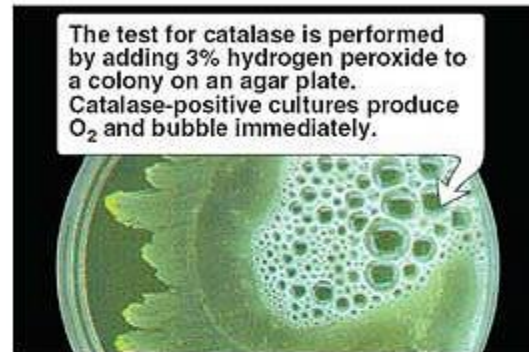 The test for catalase is performed
by adding 3% hydrogen peroxide to
a colony on an agar plate.
Catalase-positive cultures produce
O₂ and bubble immediately.